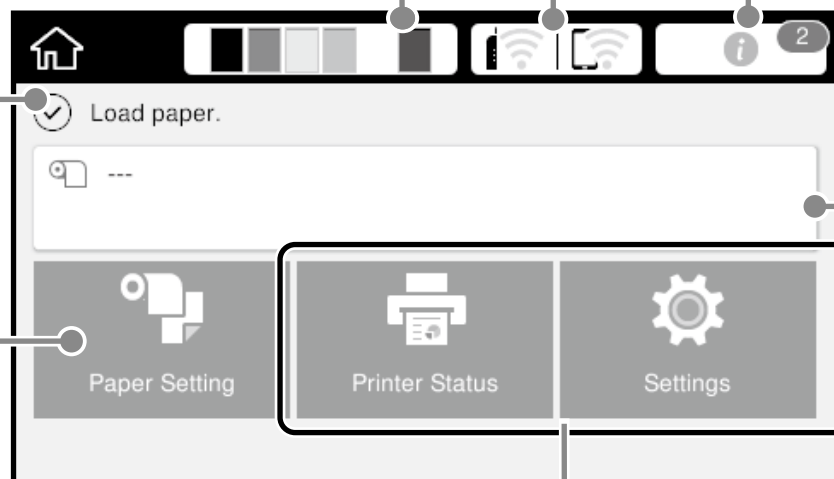 2
Load paper.
---
Paper Setting
Printer Status
Settings